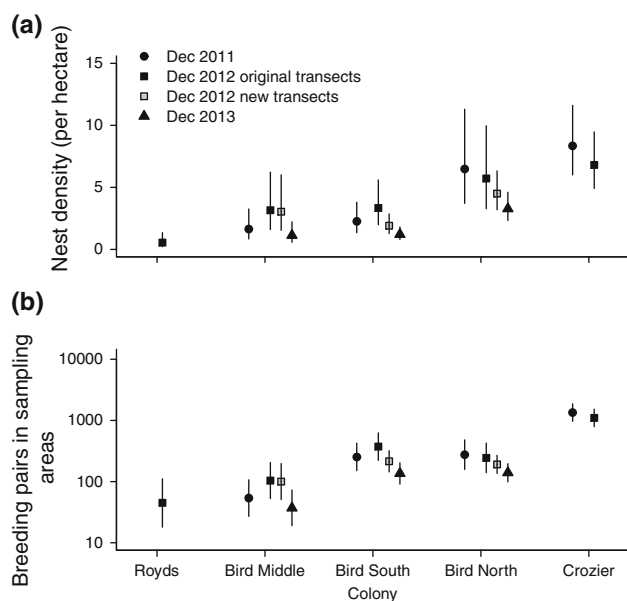 (a)
Dec 2011
Dec 2012 original transects
Dec 2012 new transects
Dec 2013
Nest density (per hectare)
15
10
5
0
(b)
Breeding pairs in sampling
areas
10000
1000
100
10
Royds Bird Middle Bird South Bird North Crozier
Colony